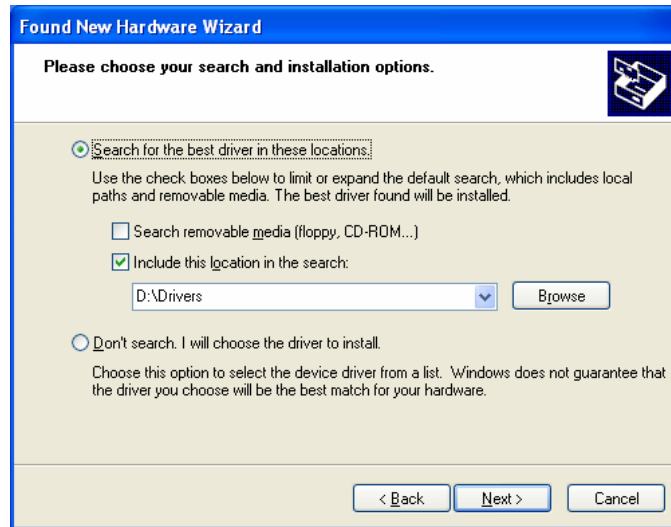 Found New Hardware Wizard
Please choose your search and installation options.
Search for the best driver in these locations.
Use the check boxes below to limit or expand the default search, which includes local
paths and removable media. The best driver found will be installed.
Search removable media (floppy, CD-ROM...)
Include this location in the search:
D:\Drivers
Browse
Don't search. I will choose the driver to install.
Choose this option to select the device driver from a list. Windows does not guarantee that
the driver you choose will be the best match for your hardware.
< Back
Next >
Cancel